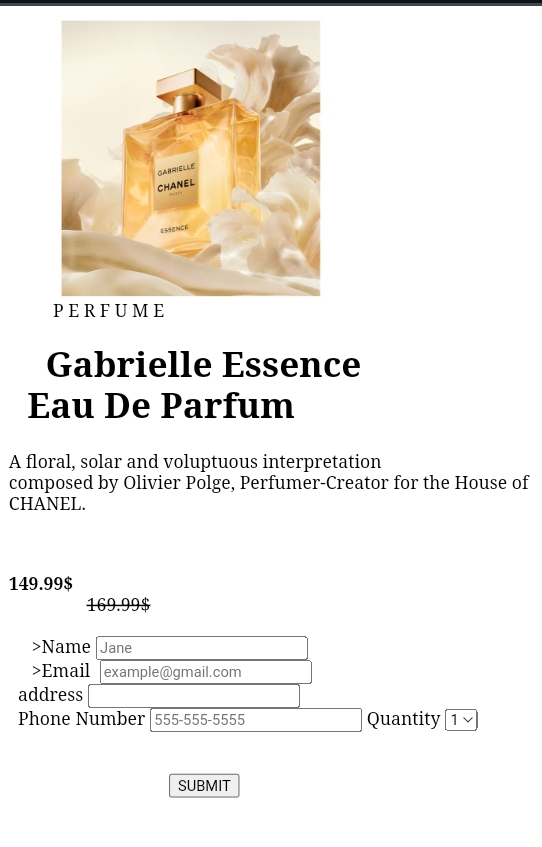 GABRIELLE
CHANEL
PARIS
ESSENCE
PERFUME
Gabrielle Essence
Eau De Parfum
A floral, solar and voluptuous interpretation
composed by Olivier Polge, Perfumer-Creator for the House of
CHANEL.
149.99$
169.99$
>Name Jane
>Email example@gmail.com
address
Phone Number 555-555-5555 Quantity 1
SUBMIT